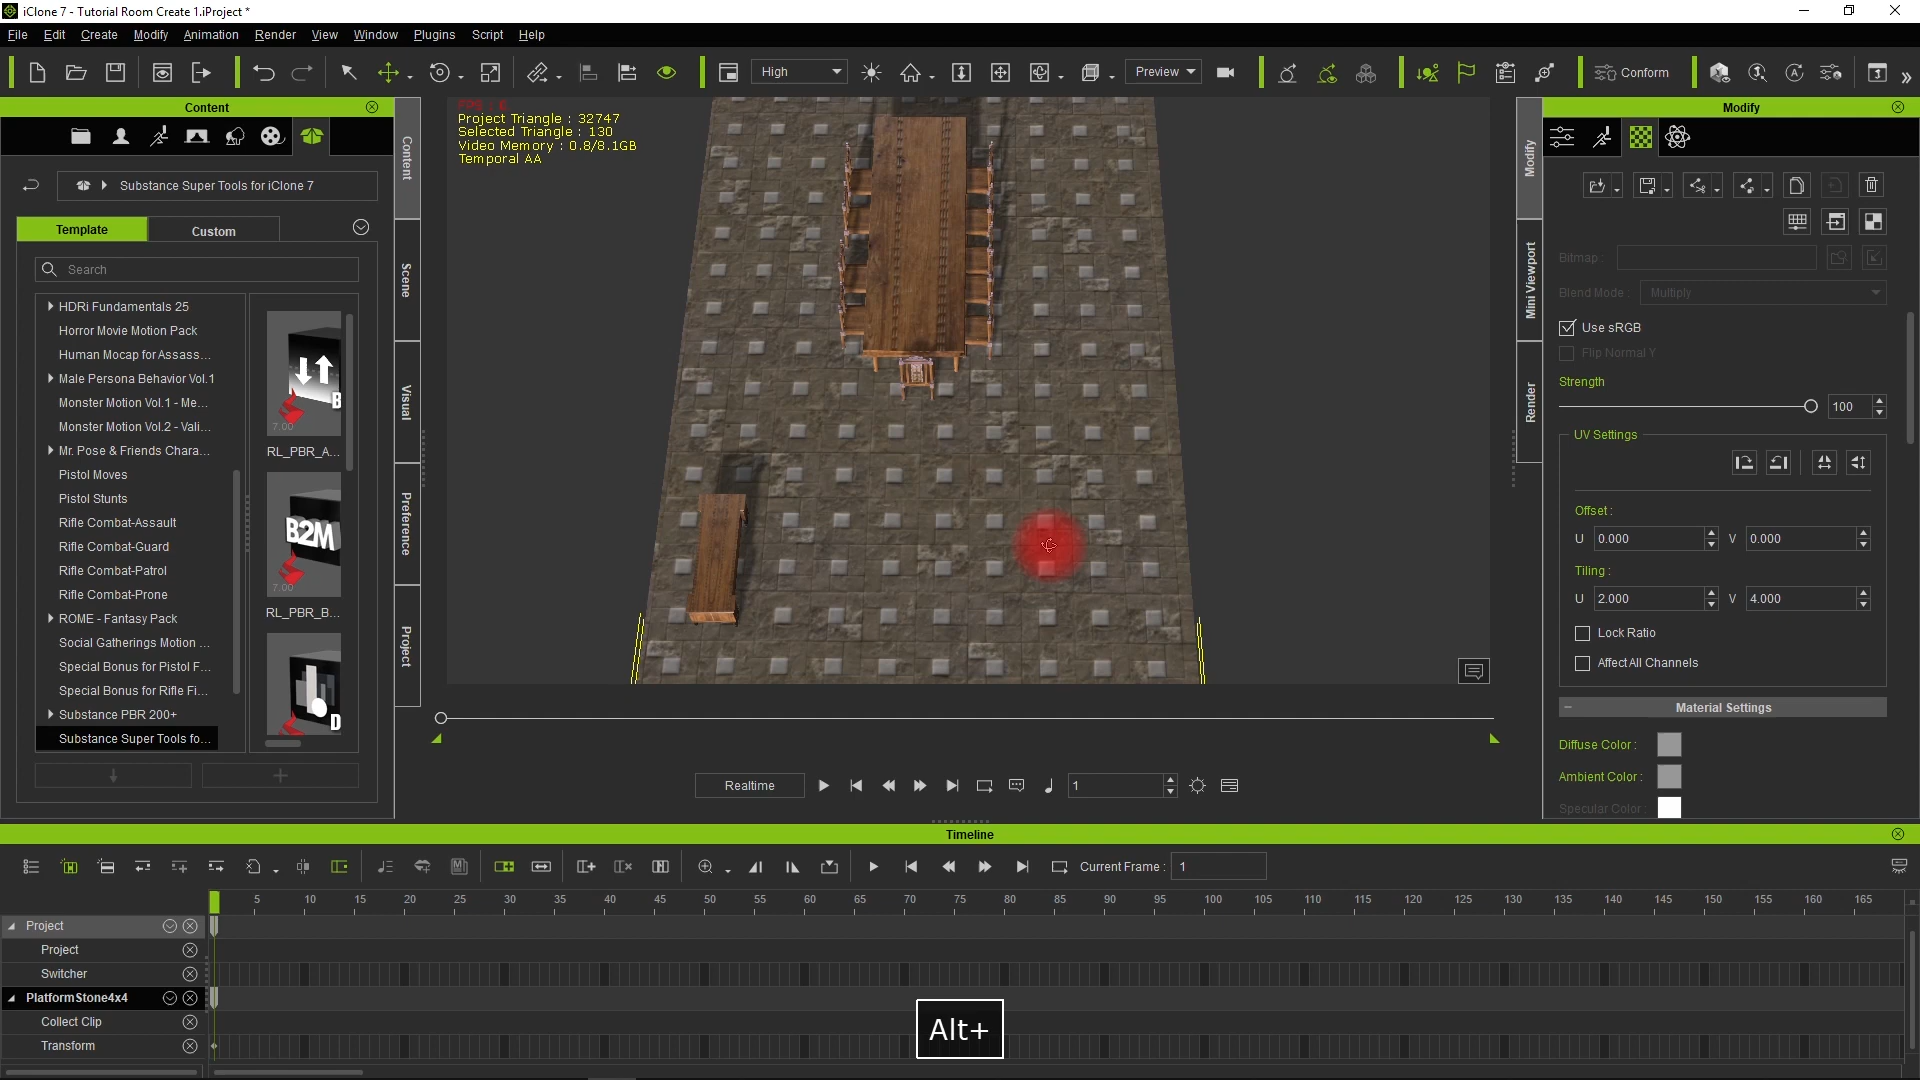 iClone 7 - Tutorial Room Create 1.iProject *
File Edit Create Modify Animation Render View Window Plugins Script Help
High
Preview
Conform
Content
Substance Super Tools for iClone 7
Template
Custom
Search
HDRi Fundamentals 25
Horror Movie Motion Pack
Human Mocap for Assass...
Male Persona Behavior Vol.1
Monster Motion Vol.1 - Me...
Monster Motion Vol.2 - Vali...
Mr. Pose & Friends Chara...
Pistol Moves
Pistol Stunts
Rifle Combat-Assault
Rifle Combat-Guard
Rifle Combat-Patrol
Rifle Combat-Prone
ROME - Fantasy Pack
Social Gatherings Motion ...
Special Bonus for Pistol F...
Special Bonus for Rifle Fi...
Substance PBR 200+
Substance Super Tools fo...
B
7.00
RL_PBR_A...
B2M
7.00
RL_PBR_B...
D
Content
Scene
Visual
Preference
Project
FPS : 0
Project Triangle : 32747
Selected Triangle : 130
Video Memory : 0.8/8.1GB
Temporal AA
Realtime
1
Modify
Mini Viewport
Render
Modify
Bitmap :
Blend Mode : Multiply
Use sRGB
Flip Normal Y
Strength
100
UV Settings
Offset :
U 0.000 V 0.000
Tiling :
U 2.000 V 4.000
Lock Ratio
Affect All Channels
Material Settings
Diffuse Color :
Ambient Color :
Specular Color :
Timeline
Current Frame : 1
5 10 15 20 25 30 35 40 45 50 55 60 65 70 75 80 85 90 95 100 105 110 115 120 125 130 135 140 145 150 155 160 165
Project
Project
Switcher
PlatformStone4x4
Collect Clip
Transform
Alt+